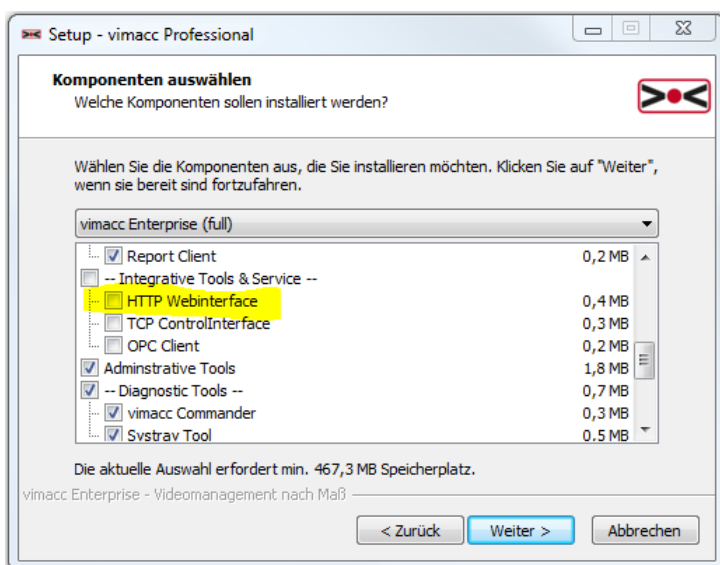 Setup - vimacc Professional
Komponenten auswählen
Welche Komponenten sollen installiert werden?
Wählen Sie die Komponenten aus, die Sie installieren möchten. Klicken Sie auf "Weiter",
wenn sie bereit sind fortzufahren.
vimacc Enterprise (full)
Report Client 0,2 MB
-- Integrative Tools & Service --
HTTP Webinterface 0,4 MB
TCP ControlInterface 0,3 MB
OPC Client 0,2 MB
Adminstrative Tools 1,8 MB
-- Diagnostic Tools -- 0,7 MB
vimacc Commander 0,3 MB
Systray Tool 0,5 MB
Die aktuelle Auswahl erfordert min. 467,3 MB Speicherplatz.
vimacc Enterprise - Videomanagement nach Maß
< Zurück Weiter > Abbrechen